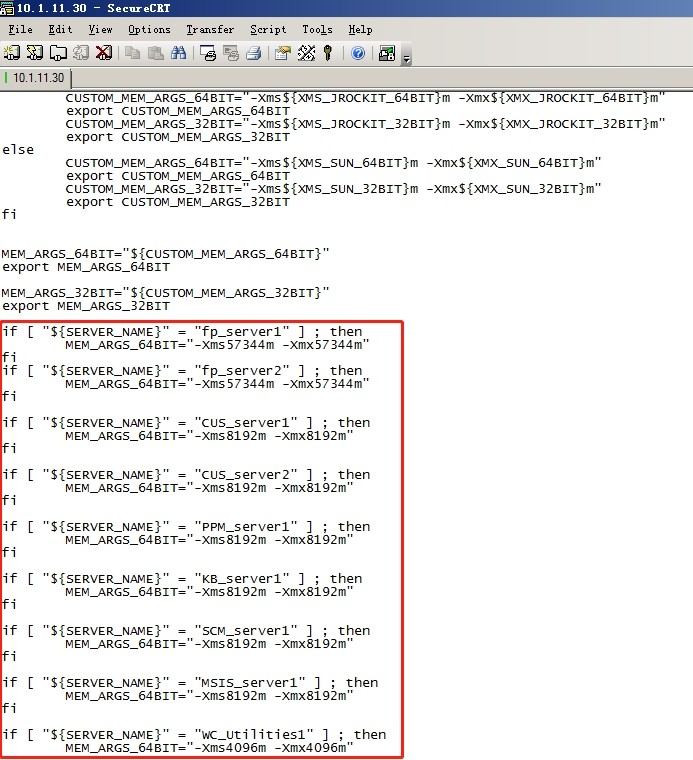 10.1.11.30 - SecureCRT
File Edit View Options Transfer Script Tools Help
10.1.11.30
        CUSTOM_MEM_ARGS_64BIT="-Xms${XMS_JROCKIT_64BIT}m -Xmx${XMX_JROCKIT_64BIT}m"
        export CUSTOM_MEM_ARGS_64BIT
        CUSTOM_MEM_ARGS_32BIT="-Xms${XMS_JROCKIT_32BIT}m -Xmx${XMX_JROCKIT_32BIT}m"
        export CUSTOM_MEM_ARGS_32BIT
else
        CUSTOM_MEM_ARGS_64BIT="-Xms${XMS_SUN_64BIT}m -Xmx${XMX_SUN_64BIT}m"
        export CUSTOM_MEM_ARGS_64BIT
        CUSTOM_MEM_ARGS_32BIT="-Xms${XMS_SUN_32BIT}m -Xmx${XMX_SUN_32BIT}m"
        export CUSTOM_MEM_ARGS_32BIT
fi
MEM_ARGS_64BIT="${CUSTOM_MEM_ARGS_64BIT}"
export MEM_ARGS_64BIT
MEM_ARGS_32BIT="${CUSTOM_MEM_ARGS_32BIT}"
export MEM_ARGS_32BIT
if [ "${SERVER_NAME}" = "fp_server1" ] ; then
        MEM_ARGS_64BIT="-Xms57344m -Xmx57344m"
fi
if [ "${SERVER_NAME}" = "fp_server2" ] ; then
        MEM_ARGS_64BIT="-Xms57344m -Xmx57344m"
fi
if [ "${SERVER_NAME}" = "CUS_server1" ] ; then
        MEM_ARGS_64BIT="-Xms8192m -Xmx8192m"
fi
if [ "${SERVER_NAME}" = "CUS_server2" ] ; then
        MEM_ARGS_64BIT="-Xms8192m -Xmx8192m"
fi
if [ "${SERVER_NAME}" = "PPM_server1" ] ; then
        MEM_ARGS_64BIT="-Xms8192m -Xmx8192m"
fi
if [ "${SERVER_NAME}" = "KB_server1" ] ; then
        MEM_ARGS_64BIT="-Xms8192m -Xmx8192m"
fi
if [ "${SERVER_NAME}" = "SCM_server1" ] ; then
        MEM_ARGS_64BIT="-Xms8192m -Xmx8192m"
fi
if [ "${SERVER_NAME}" = "MSIS_server1" ] ; then
        MEM_ARGS_64BIT="-Xms8192m -Xmx8192m"
fi
if [ "${SERVER_NAME}" = "WC_Utilities1" ] ; then
        MEM_ARGS_64BIT="-Xms4096m -Xmx4096m"